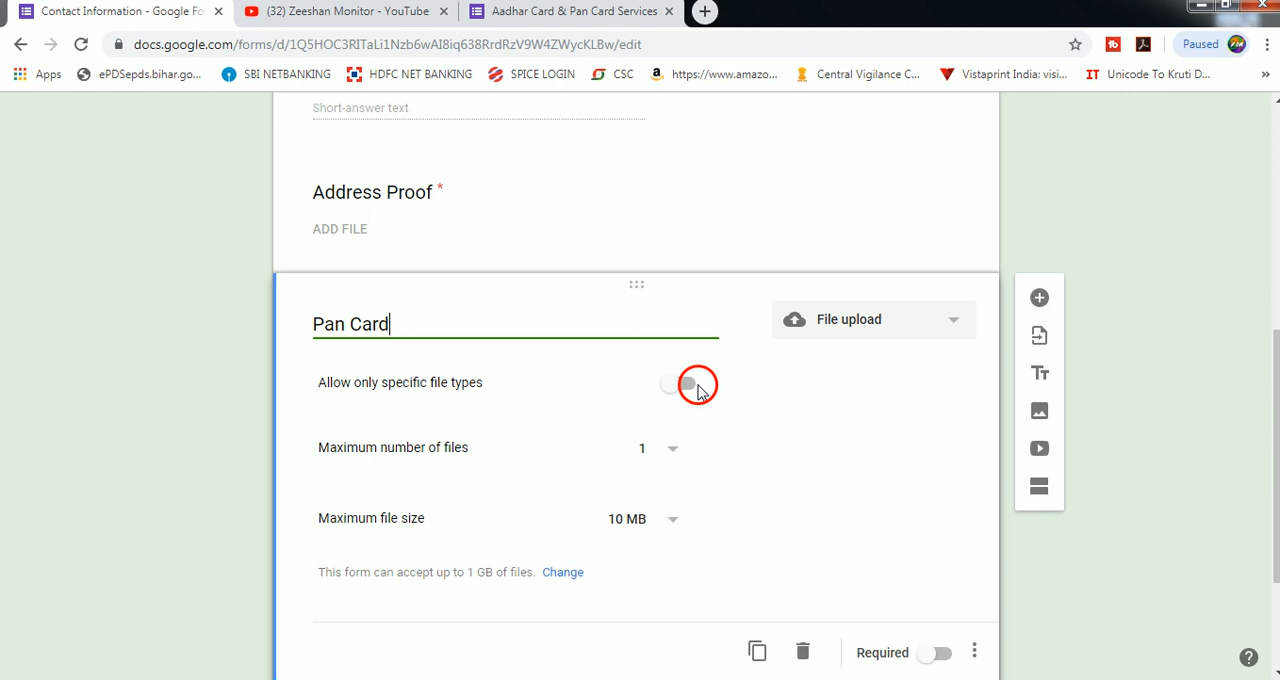 Contact Information - Google Fo
(32) Zeeshan Monitor - YouTube
Aadhar Card & Pan Card Services
docs.google.com/forms/d/1Q5HOC3RITaLi1Nzb6wAI8iq638RrdRzV9W4ZWycKLBw/edit
Paused
Apps
ePDSepds.bihar.go...
SBI NETBANKING
HDFC NET BANKING
SPICE LOGIN
CSC
https://www.amazo...
Central Vigilance C...
Vistaprint India: visi...
IT Unicode To Kruti D...
»
Short-answer text
Address Proof *
ADD FILE
Pan Card
File upload
Allow only specific file types
Maximum number of files
1
Maximum file size
10 MB
This form can accept up to 1 GB of files. Change
Required